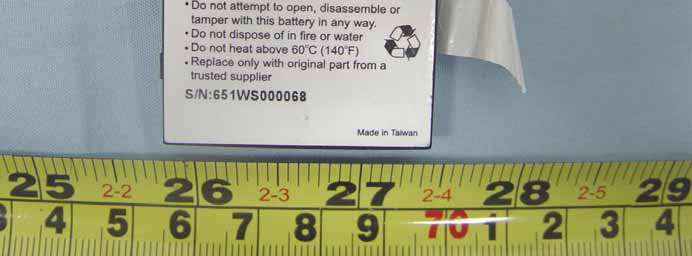 • Do not attempt to open, disassemble or
tamper with this battery in any way.
• Do not dispose of in fire or water
• Do not heat above 60°C (140°F)
• Replace only with original part from a
trusted supplier
S/N:651WS000068
Made in Taiwan
25 2-2 26 2-3 27 2-4 28 2-5 29
4 5 6 7 8 9 70 1 2 3 4